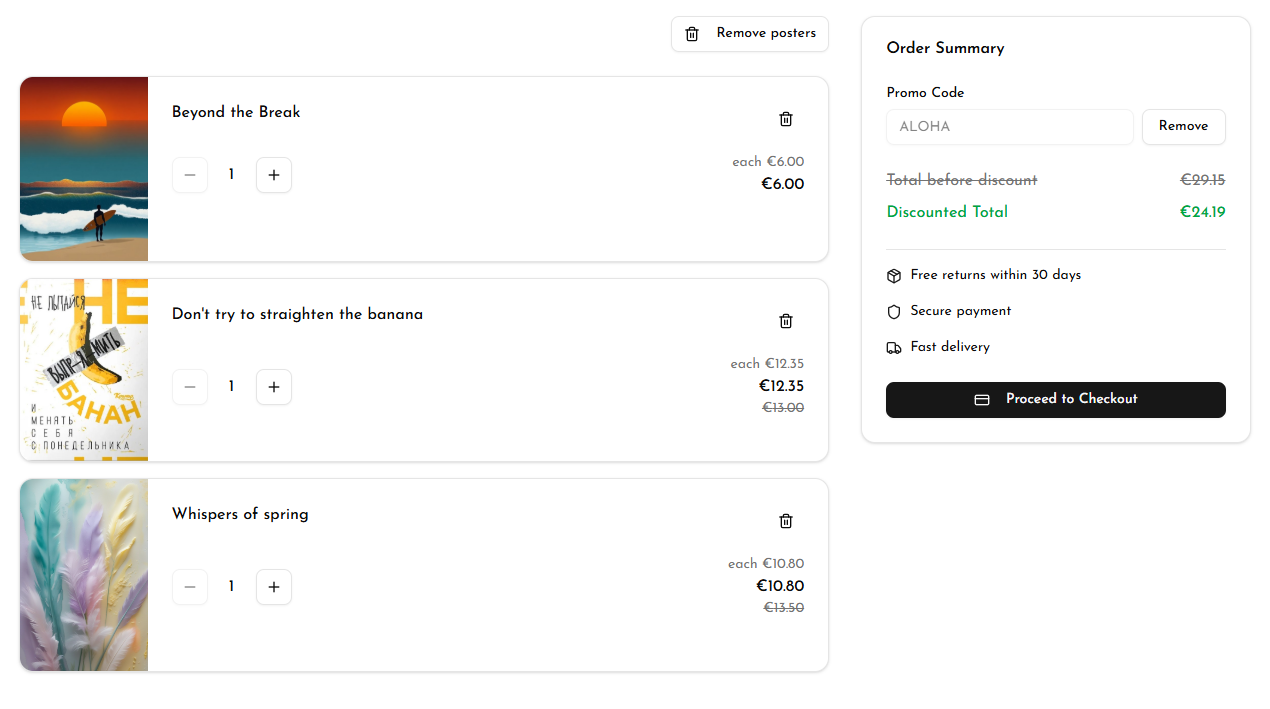 Remove posters
Beyond the Break
1
each €6.00
€6.00
НЕ
НЕ ПЫТАЙСЯ
ВЫПР-Я-МИТЬ
БАНАН
И
МЕНЯТЬ
СЕБЯ
С ПОНЕДЕЛЬНИКА
Don't try to straighten the banana
1
each €12.35
€12.35
€13.00
Whispers of spring
1
each €10.80
€10.80
€13.50
Order Summary
Promo Code
ALOHA
Remove
Total before discount €29.15
Discounted Total €24.19
Free returns within 30 days
Secure payment
Fast delivery
Proceed to Checkout